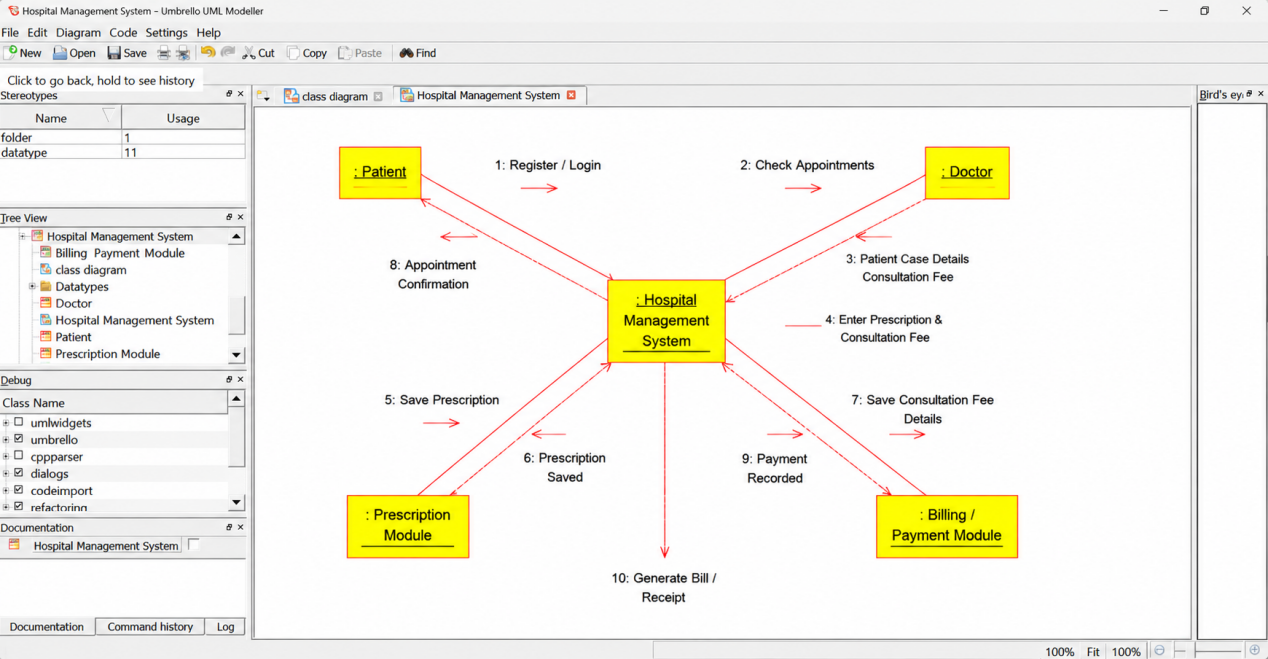 Hospital Management System – Umbrello UML Modeller
File Edit Diagram Code Settings Help
New Open Save Cut Copy Paste Find
Click to go back, hold to see history
Stereotypes
Name Usage
folder 1
datatype 11
Tree View
Hospital Management System
Billing Payment Module
class diagram
Datatypes
Doctor
Hospital Management System
Patient
Prescription Module
Debug
Class Name
umlwidgets
umbrello
cppparser
dialogs
codeimport
refactoring
Documentation
Hospital Management System
Documentation Command history Log
class diagram Hospital Management System
: Patient
1: Register / Login
2: Check Appointments
: Doctor
8: Appointment
Confirmation
3: Patient Case Details
Consultation Fee
: Hospital
Management
System
4: Enter Prescription &
Consultation Fee
5: Save Prescription
7: Save Consultation Fee
Details
6: Prescription
Saved
9: Payment
Recorded
: Prescription
Module
: Billing /
Payment Module
10: Generate Bill /
Receipt
Bird's ey
100% Fit 100%